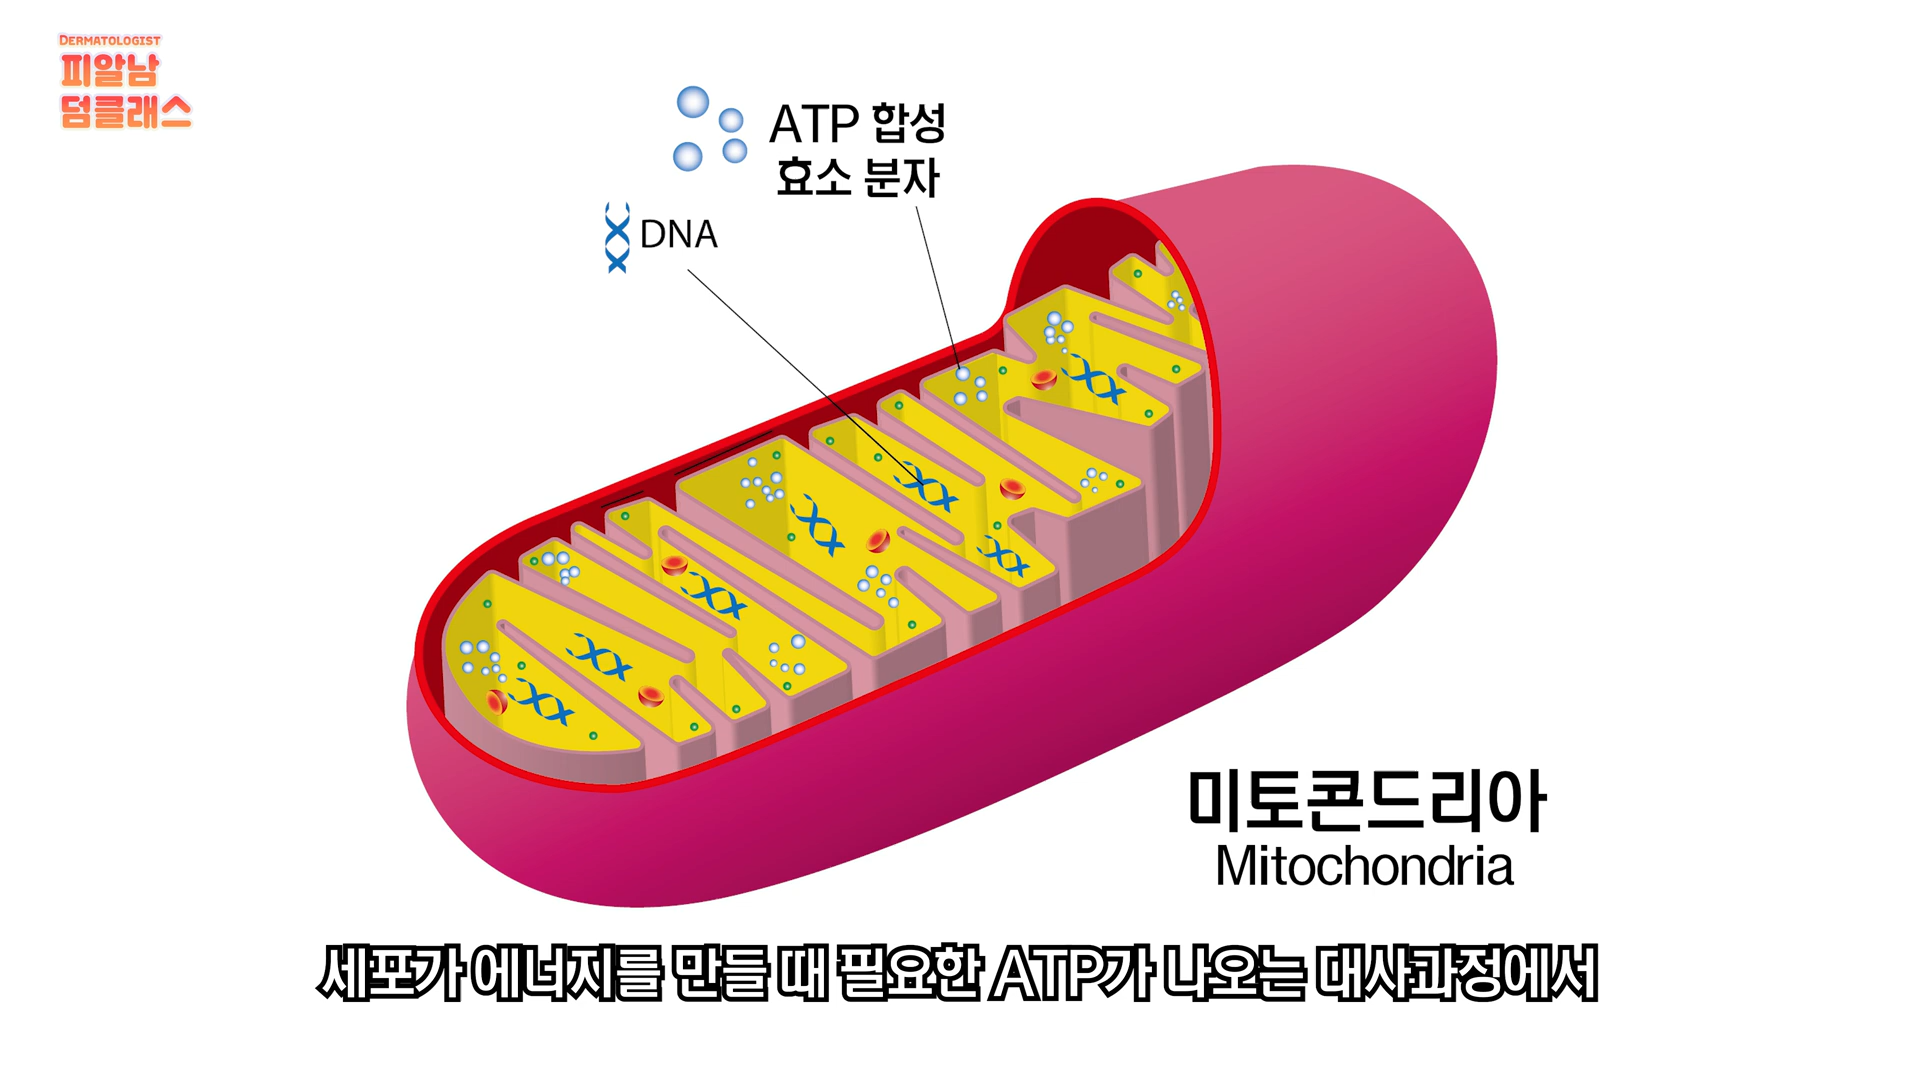 DERMATOLOGIST
피알남
덤클래스
ATP 합성
효소 분자
DNA
미토콘드리아
Mitochondria
세포가 에너지를 만들 때 필요한 ATP가 나오는 대사과정에서